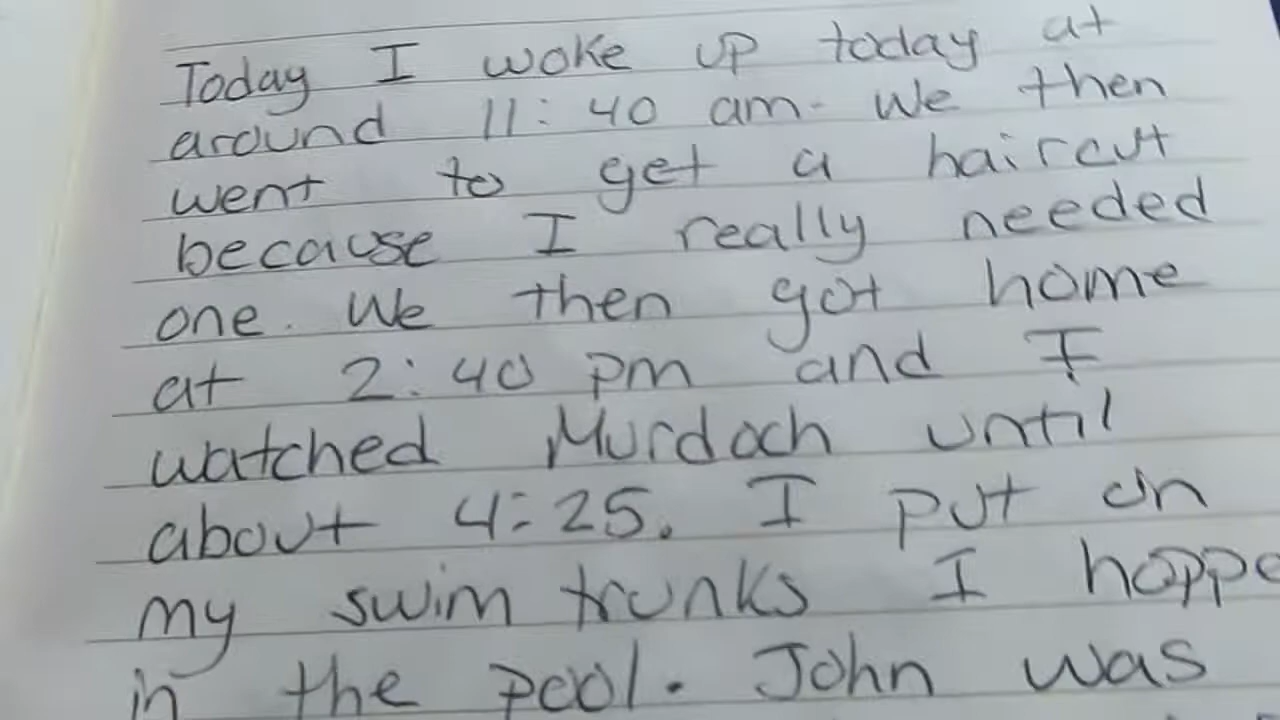 Today I woke up today at
around 11:40 am. We then
went to get a haircut
because I really needed
one. We then got home
at 2:40 pm and I
watched Murdoch until
about 4:25. I put on
my swim trunks I hoppe
in the pool. John was